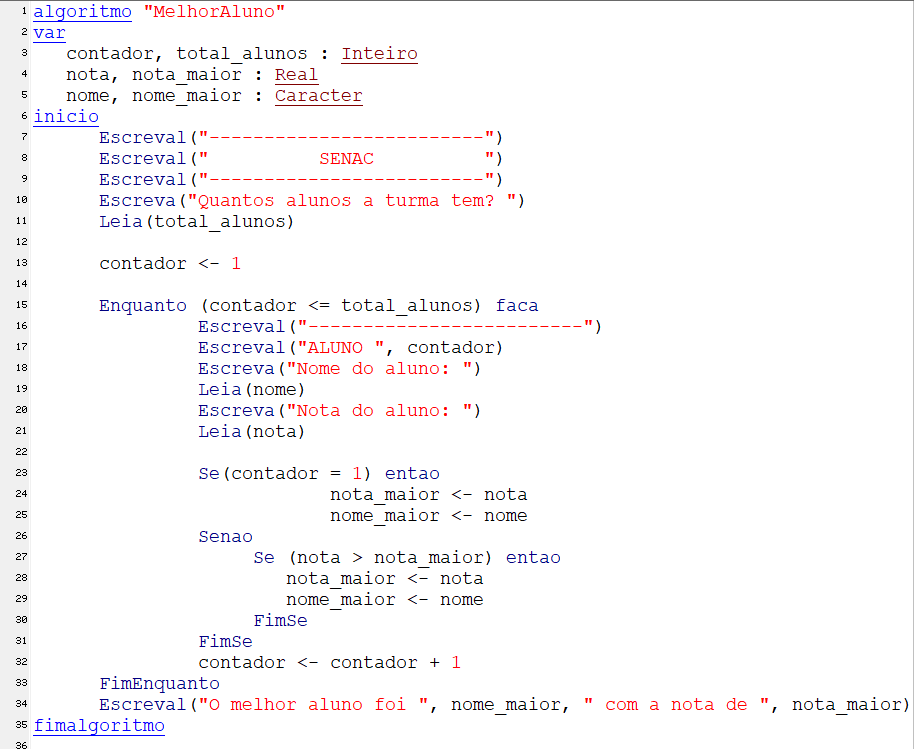 1 algoritmo "MelhorAluno"
2 var
3    contador, total_alunos : Inteiro
4    nota, nota_maior : Real
5    nome, nome_maior : Caracter
6 inicio
7       Escreval("-------------------------")
8       Escreval("          SENAC          ")
9       Escreval("-------------------------")
10       Escreva("Quantos alunos a turma tem? ")
11       Leia(total_alunos)
12
13       contador <- 1
14
15       Enquanto (contador <= total_alunos) faca
16                Escreval("-------------------------")
17                Escreval("ALUNO ", contador)
18                Escreva("Nome do aluno: ")
19                Leia(nome)
20                Escreva("Nota do aluno: ")
21                Leia(nota)
22
23                Se(contador = 1) entao
24                            nota_maior <- nota
25                            nome_maior <- nome
26                Senao
27                     Se (nota > nota_maior) entao
28                        nota_maior <- nota
29                        nome_maior <- nome
30                     FimSe
31                FimSe
32                contador <- contador + 1
33       FimEnquanto
34       Escreval("O melhor aluno foi ", nome_maior, " com a nota de ", nota_maior)
35 fimalgoritmo
36